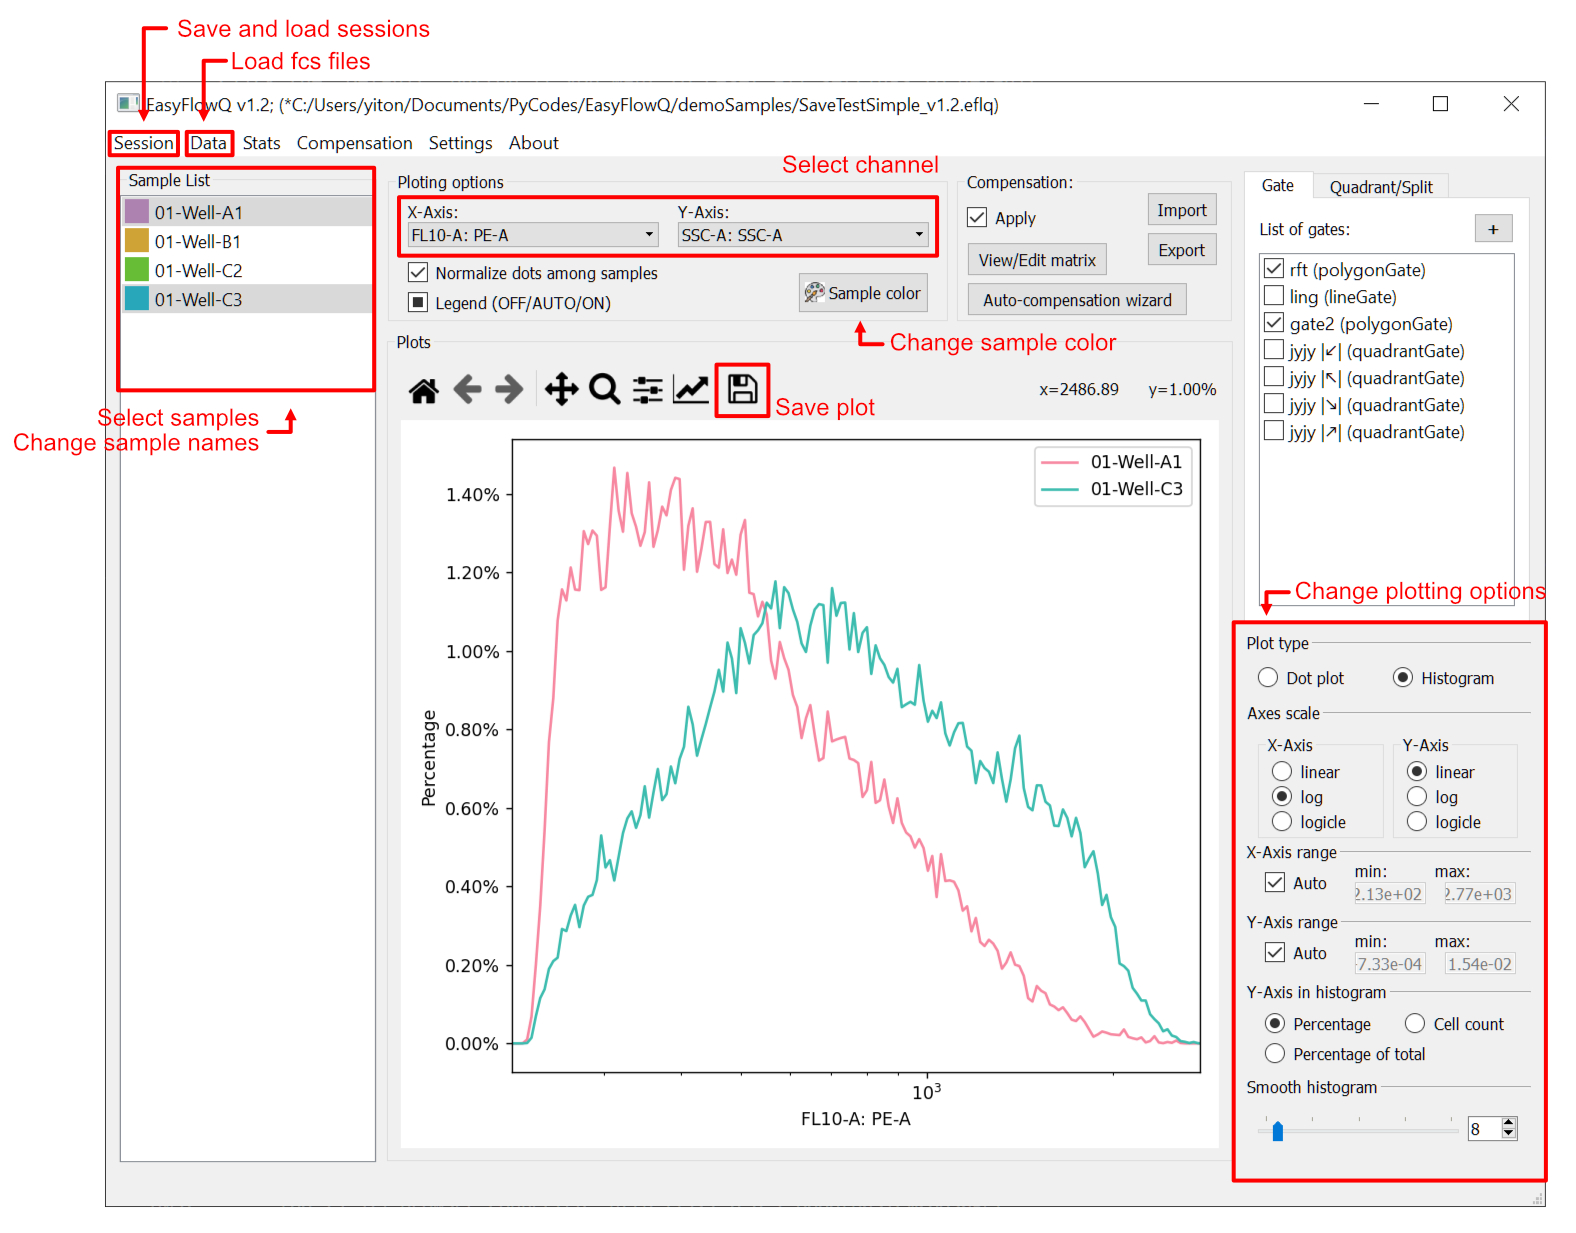 Save and load sessions
Load fcs files
EasyFlowQ v1.2; (*C:/Users/yiton/Documents/PyCodes/EasyFlowQ/demoSamples/SaveTestSimple_v1.2.eflq)
Session Data Stats Compensation Settings About
Sample List
01-Well-A1
01-Well-B1
01-Well-C2
01-Well-C3
Select samples
Change sample names
Ploting options
Select channel
X-Axis:
Y-Axis:
FL10-A: PE-A
SSC-A: SSC-A
Normalize dots among samples
Legend (OFF/AUTO/ON)
Sample color
Change sample color
Compensation:
Apply
Import
Export
View/Edit matrix
Auto-compensation wizard
Plots
Save plot
x=2486.89 y=1.00%
01-Well-A1
01-Well-C3
1.40%
1.20%
1.00%
0.80%
0.60%
0.40%
0.20%
0.00%
Percentage
10³
FL10-A: PE-A
Gate
Quadrant/Split
List of gates:
+
rft (polygonGate)
ling (lineGate)
gate2 (polygonGate)
jyjy |↙| (quadrantGate)
jyjy |↖| (quadrantGate)
jyjy |↘| (quadrantGate)
jyjy |↗| (quadrantGate)
Change plotting options
Plot type
Dot plot
Histogram
Axes scale
X-Axis
linear
log
logicle
Y-Axis
linear
log
logicle
X-Axis range
Auto
min:
max:
2.13e+02
2.77e+03
Y-Axis range
Auto
min:
max:
-7.33e-04
1.54e-02
Y-Axis in histogram
Percentage
Cell count
Percentage of total
Smooth histogram
8